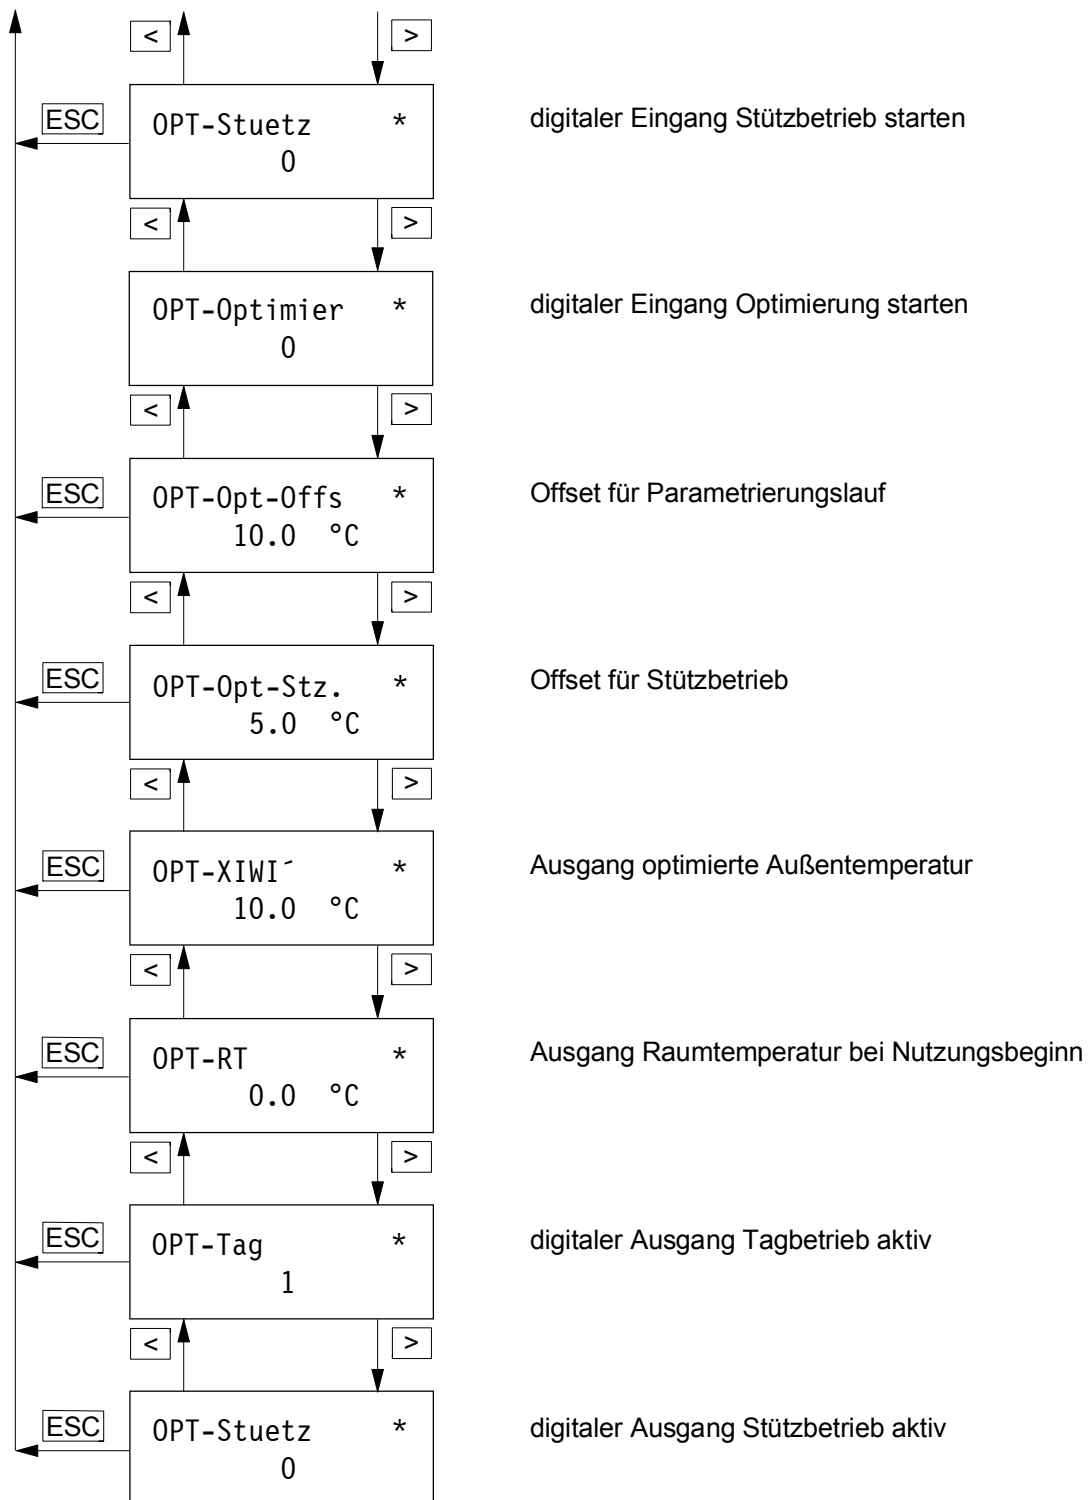 < >
ESC OPT-Stuetz * digitaler Eingang Stützbetrieb starten
0
< >
OPT-Optimier * digitaler Eingang Optimierung starten
0
< >
ESC OPT-Opt-Offs * Offset für Parametrierungslauf
10.0 °C
< >
ESC OPT-Opt-Stz. * Offset für Stützbetrieb
5.0 °C
< >
ESC OPT-XIWI´ * Ausgang optimierte Außentemperatur
10.0 °C
< >
ESC OPT-RT * Ausgang Raumtemperatur bei Nutzungsbeginn
0.0 °C
< >
ESC OPT-Tag * digitaler Ausgang Tagbetrieb aktiv
1
< >
ESC OPT-Stuetz * digitaler Ausgang Stützbetrieb aktiv
0